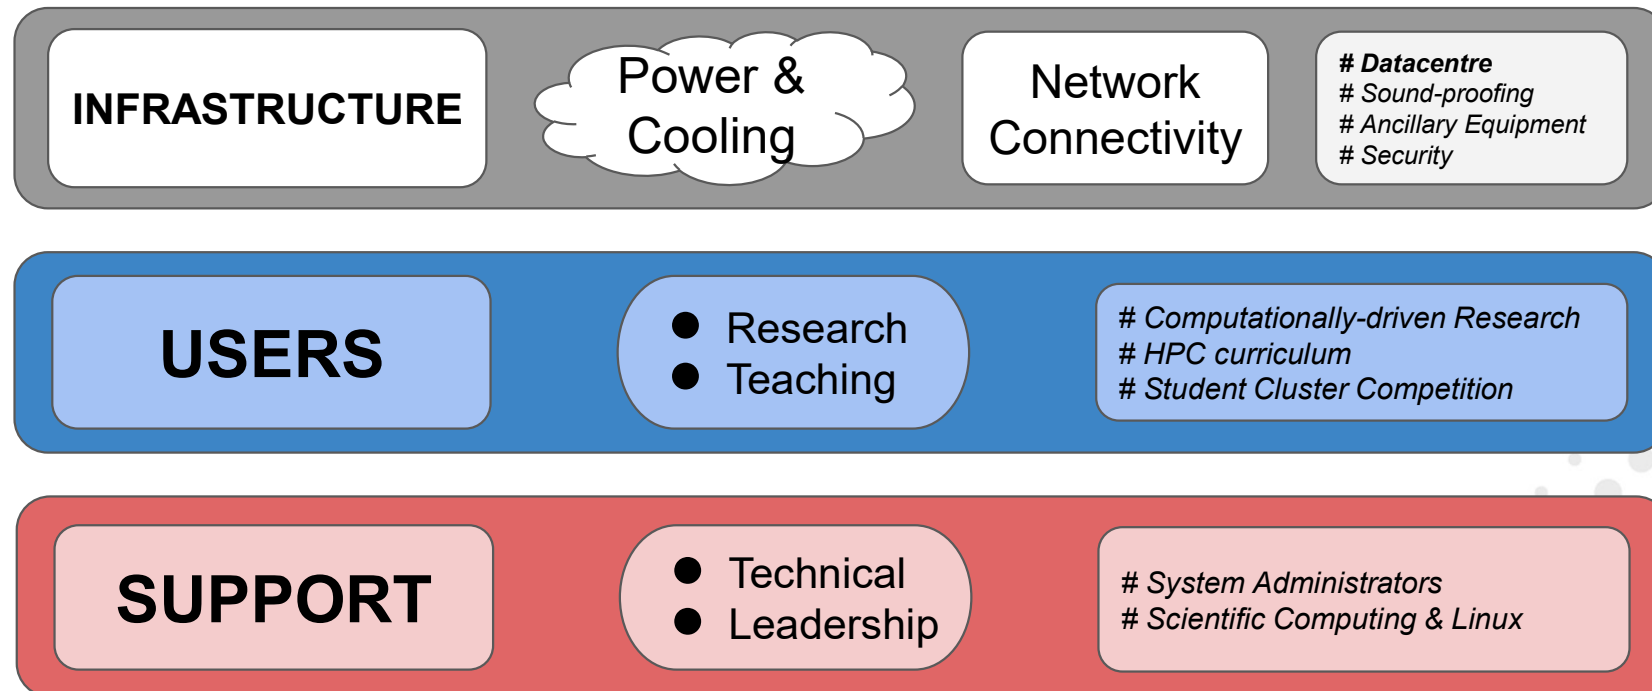 INFRASTRUCTURE
Power &
Cooling
Network
Connectivity
# Datacentre
# Sound-proofing
# Ancillary Equipment
# Security
USERS
● Research
● Teaching
# Computationally-driven Research
# HPC curriculum
# Student Cluster Competition
SUPPORT
● Technical
● Leadership
# System Administrators
# Scientific Computing & Linux